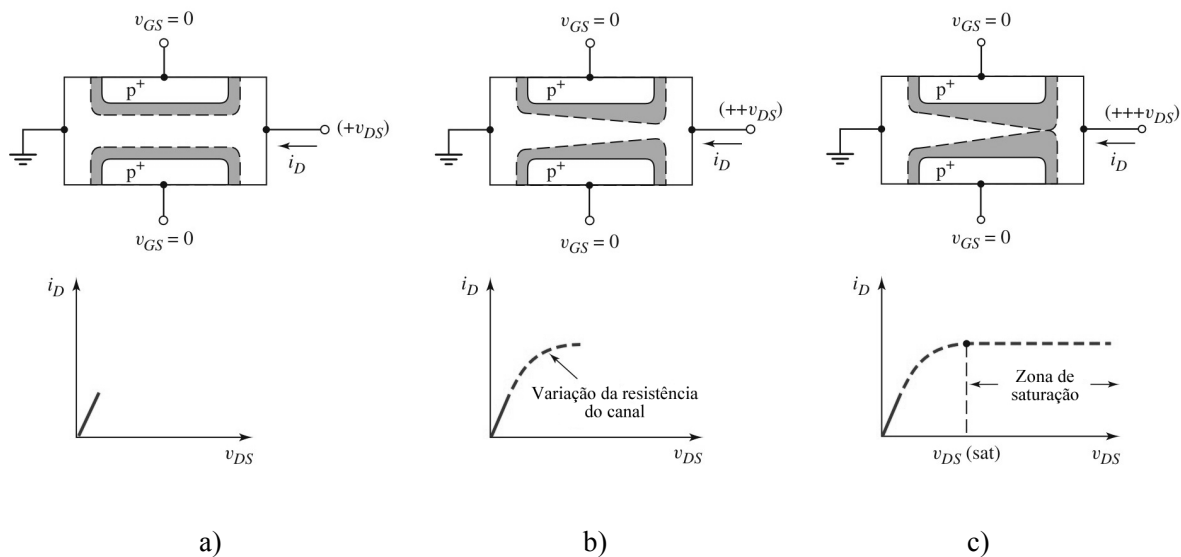 v_GS = 0
p⁺
(+v_DS)
i_D
p⁺
v_GS = 0
i_D
v_DS
a)
v_GS = 0
p⁺
(++v_DS)
i_D
p⁺
v_GS = 0
i_D
Variação da resistência
do canal
v_DS
b)
v_GS = 0
p⁺
(+++v_DS)
i_D
p⁺
v_GS = 0
i_D
Zona de
saturação
v_DS (sat)
v_DS
c)